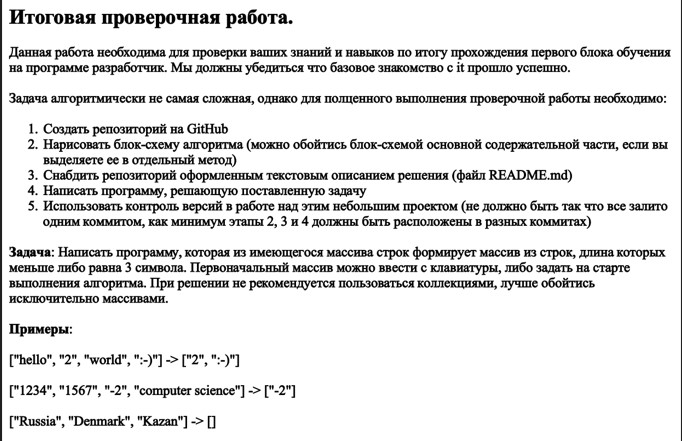 Итоговая проверочная работа.
Данная работа необходима для проверки ваших знаний и навыков по итогу прохождения первого блока обучения
на программе разработчик. Мы должны убедиться что базовое знакомство с it прошло успешно.
Задача алгоритмически не самая сложная, однако для полценного выполнения проверочной работы необходимо:
1. Создать репозиторий на GitHub
2. Нарисовать блок-схему алгоритма (можно обойтись блок-схемой основной содержательной части, если вы
выделяете ее в отдельный метод)
3. Снабдить репозиторий оформленным текстовым описанием решения (файл README.md)
4. Написать программу, решающую поставленную задачу
5. Использовать контроль версий в работе над этим небольшим проектом (не должно быть так что все залито
одним коммитом, как минимум этапы 2, 3 и 4 должны быть расположены в разных коммитах)
Задача: Написать программу, которая из имеющегося массива строк формирует массив из строк, длина которых
меньше либо равна 3 символа. Первоначальный массив можно ввести с клавиатуры, либо задать на старте
выполнения алгоритма. При решении не рекомендуется пользоваться коллекциями, лучше обойтись
исключительно массивами.
Примеры:
["hello", "2", "world", ":-)"] -> ["2", ":-)"]
["1234", "1567", "-2", "computer science"] -> ["-2"]
["Russia", "Denmark", "Kazan"] -> []